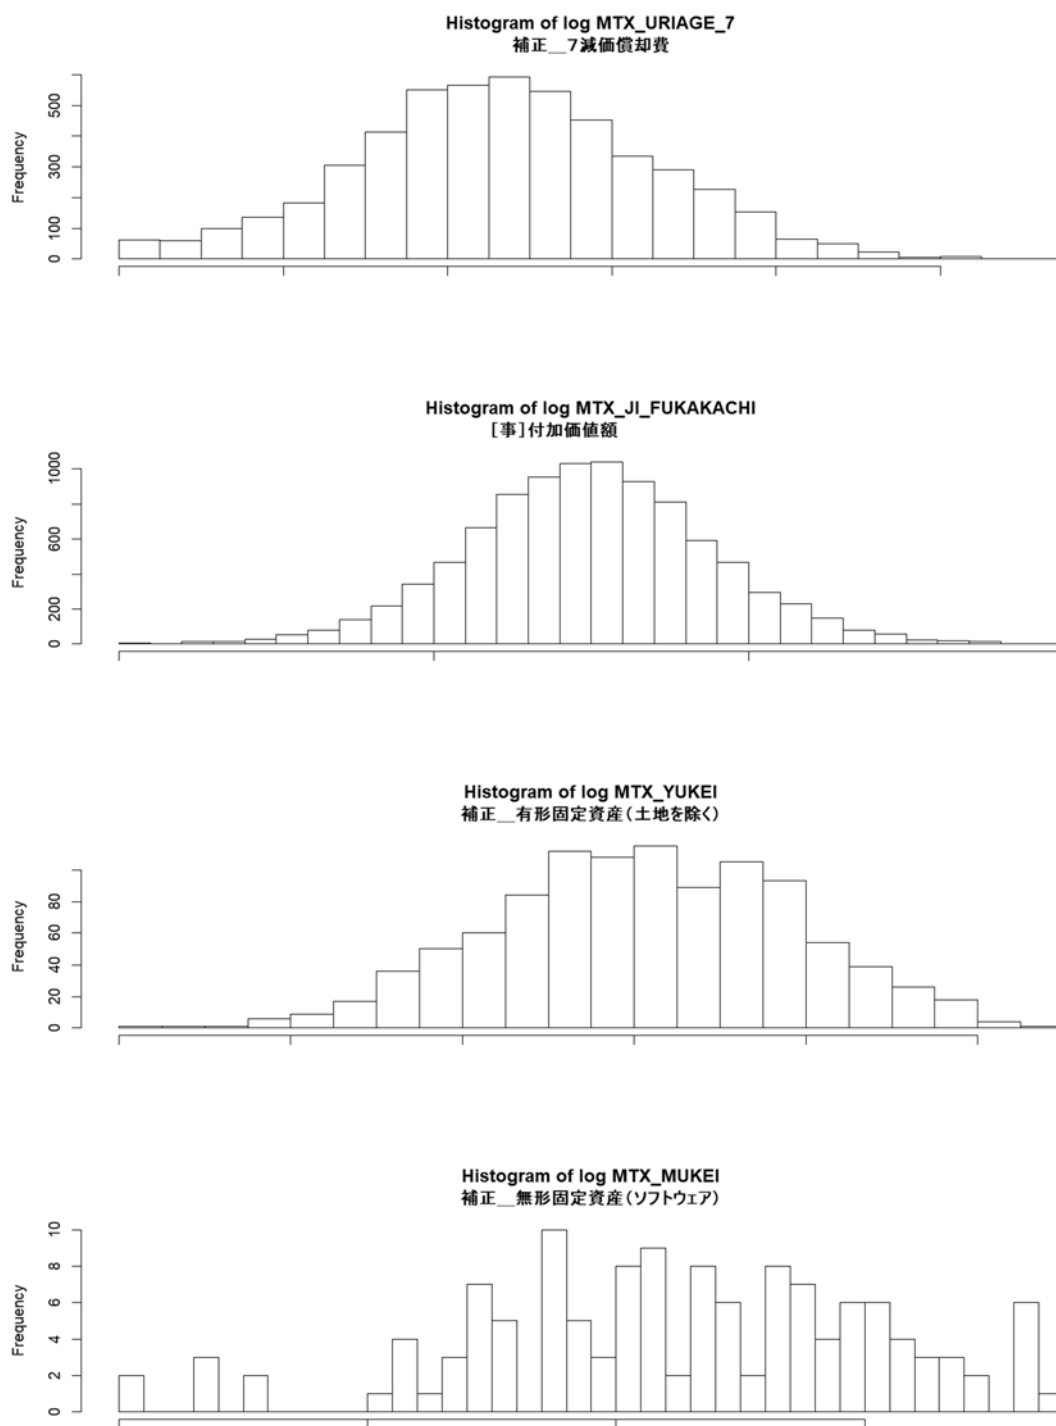 Histogram of log MTX_URIAGE_7
補正__7減価償却費
Frequency
0
100
300
500
Histogram of log MTX_JI_FUKAKACHI
[事]付加価値額
Frequency
0
200
600
1000
Histogram of log MTX_YUKEI
補正__有形固定資産(土地を除く)
Frequency
0
20
40
60
80
Histogram of log MTX_MUKEI
補正__無形固定資産(ソフトウェア)
Frequency
0
2
4
6
8
10